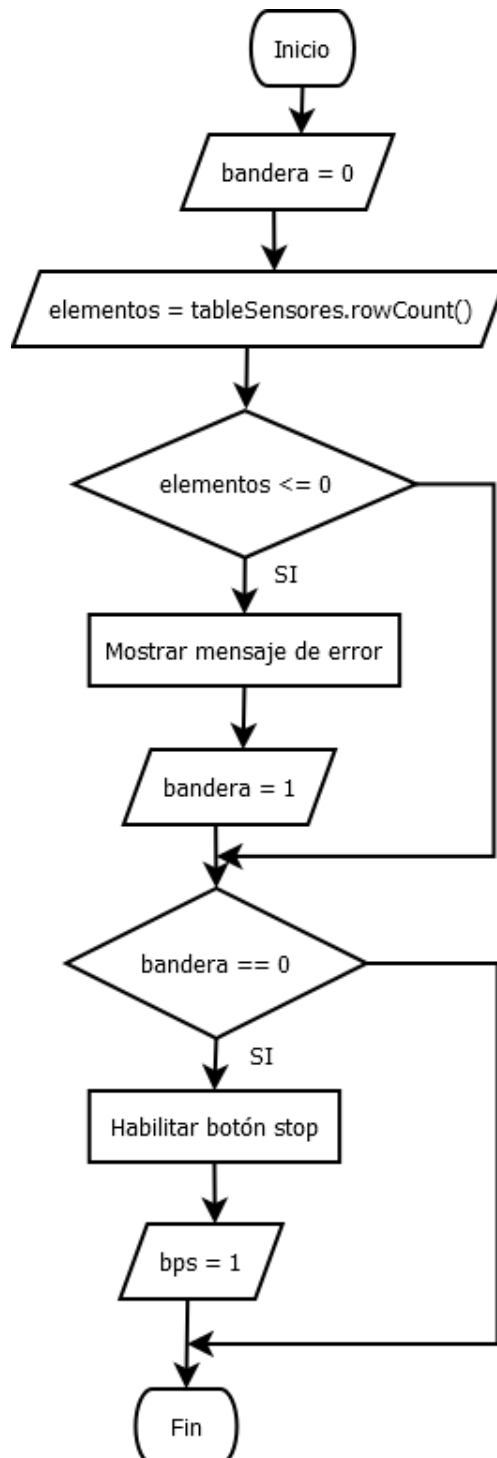 Inicio
bandera = 0
elementos = tableSensores.rowCount()
elementos <= 0
SI
Mostrar mensaje de error
bandera = 1
bandera == 0
SI
Habilitar botón stop
bps = 1
Fin